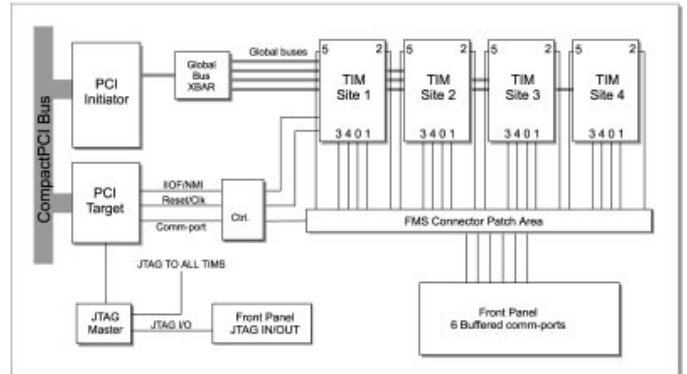 CompactPCI Bus
PCI
Initiator
Global
Bus
XBAR
Global buses
5 2
TIM
Site 1
3 4 0 1
5 2
TIM
Site 2
3 4 0 1
5 2
TIM
Site 3
3 4 0 1
5 2
TIM
Site 4
3 4 0 1
PCI
Target
IIOF/NMI
Reset/Clk
Comm-port
Ctrl.
FMS Connector Patch Area
JTAG TO ALL TIMS
JTAG
Master
JTAG I/O
Front Panel
JTAG IN/OUT
Front Panel
6 Buffered comm-ports